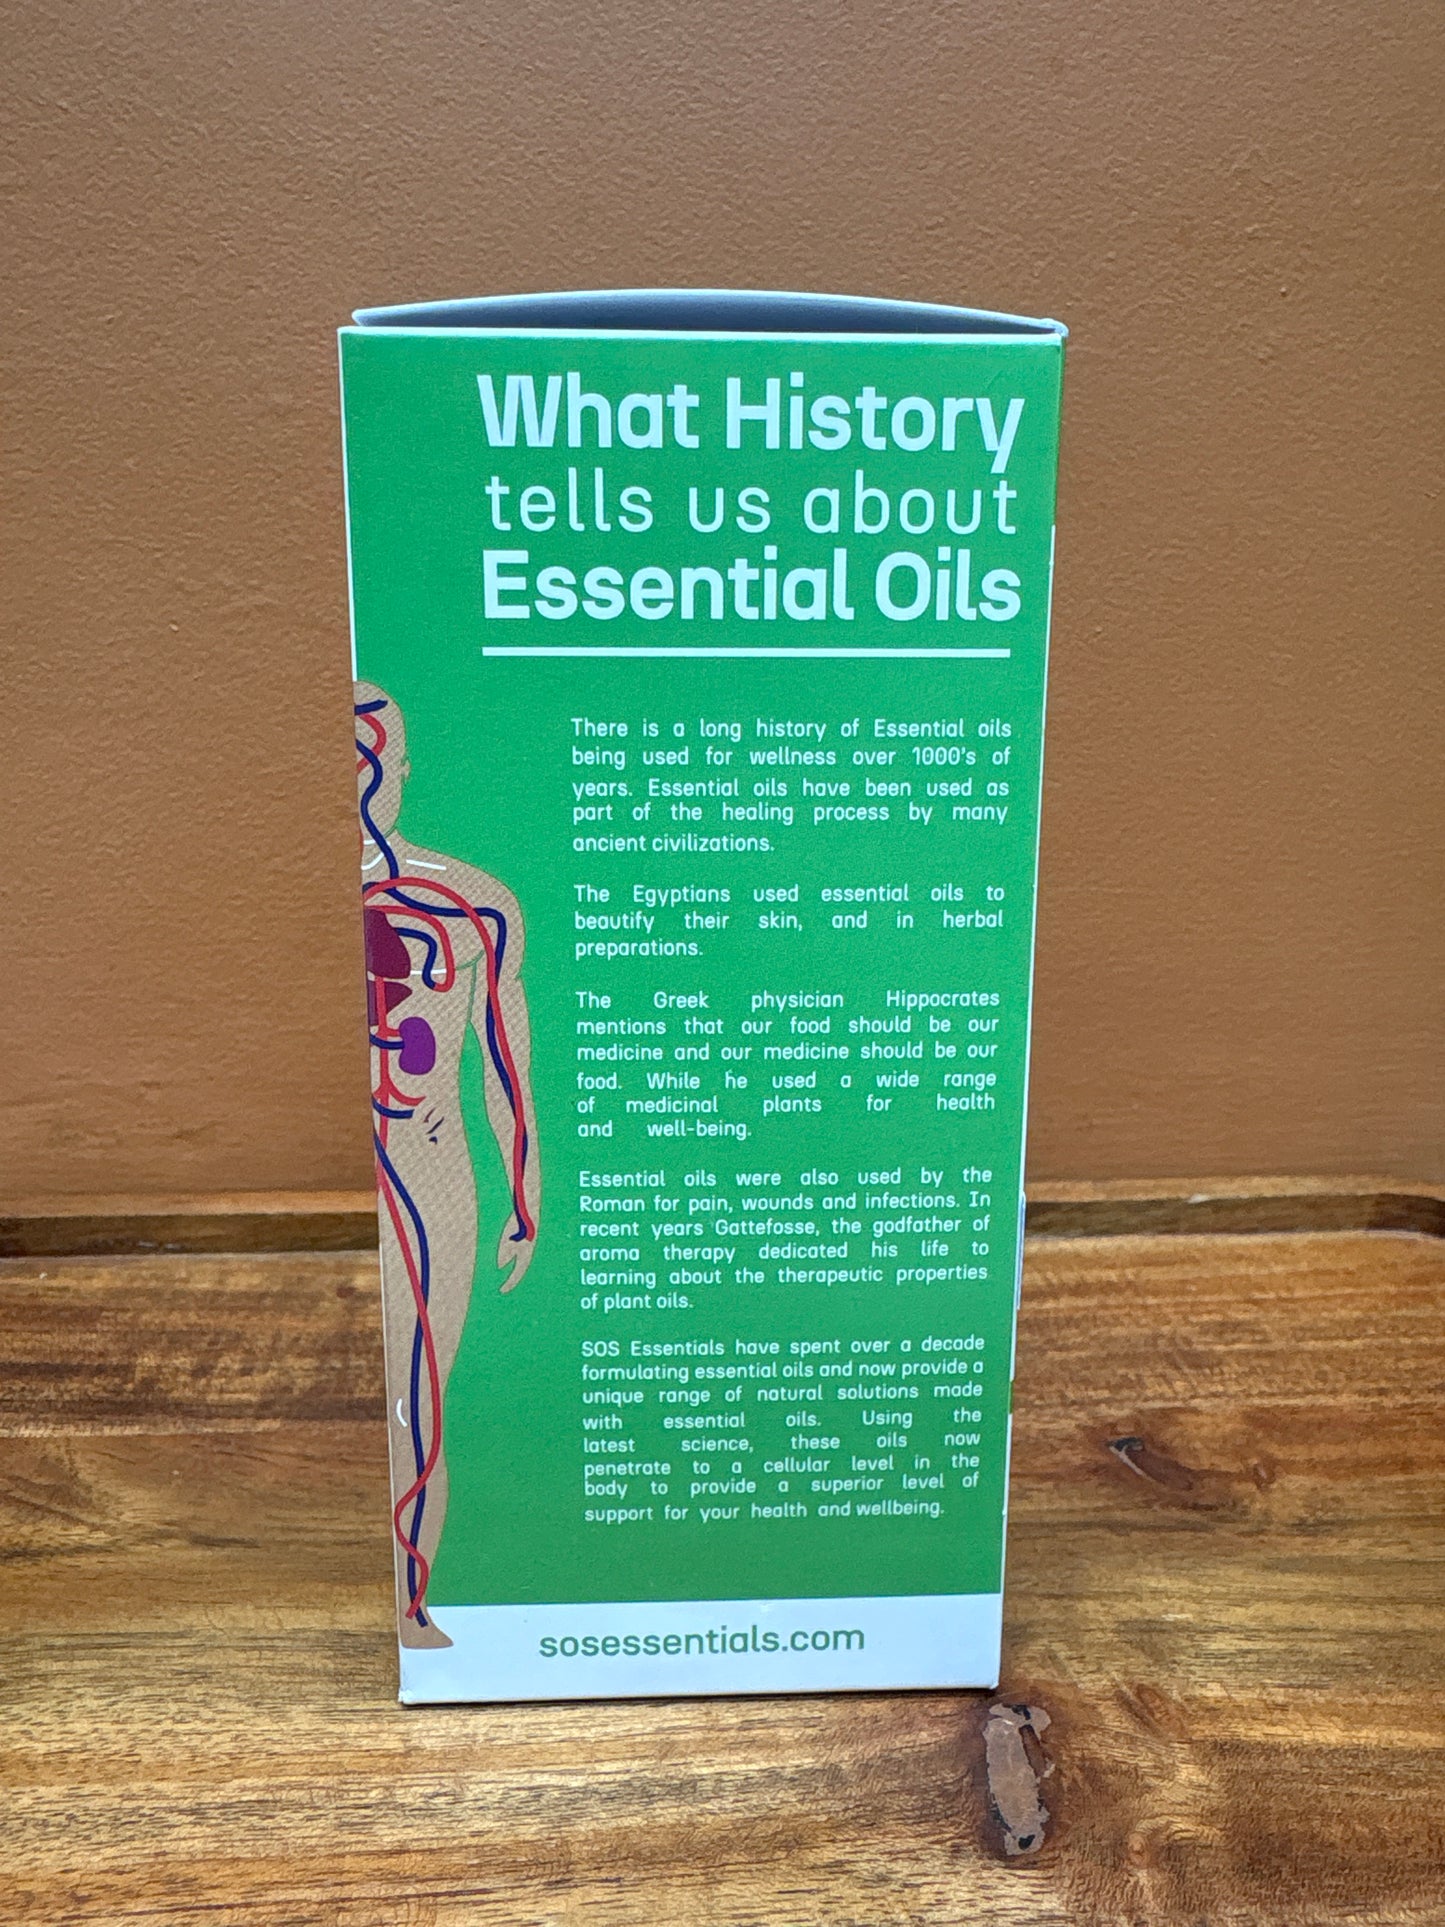 What History
tells us about
Essential Oils
There is a long history of Essential oils
being used for wellness over 1000's of
years. Essential oils have been used as
part of the healing process by many
ancient civilizations.
The Egyptians used essential oils to
beautify their skin, and in herbal
preparations.
The Greek physician Hippocrates
mentions that our food should be our
medicine and our medicine should be our
food. While he used a wide range
of medicinal plants for health
and well-being.
Essential oils were also used by the
Roman for pain, wounds and infections. In
recent years Gattefosse, the godfather of
aroma therapy dedicated his life to
learning about the therapeutic properties
of plant oils.
SOS Essentials have spent over a decade
formulating essential oils and now provide a
unique range of natural solutions made
with essential oils. Using the
latest science, these oils now
penetrate to a cellular level in the
body to provide a superior level of
support for your health and wellbeing.
sosessentials.com